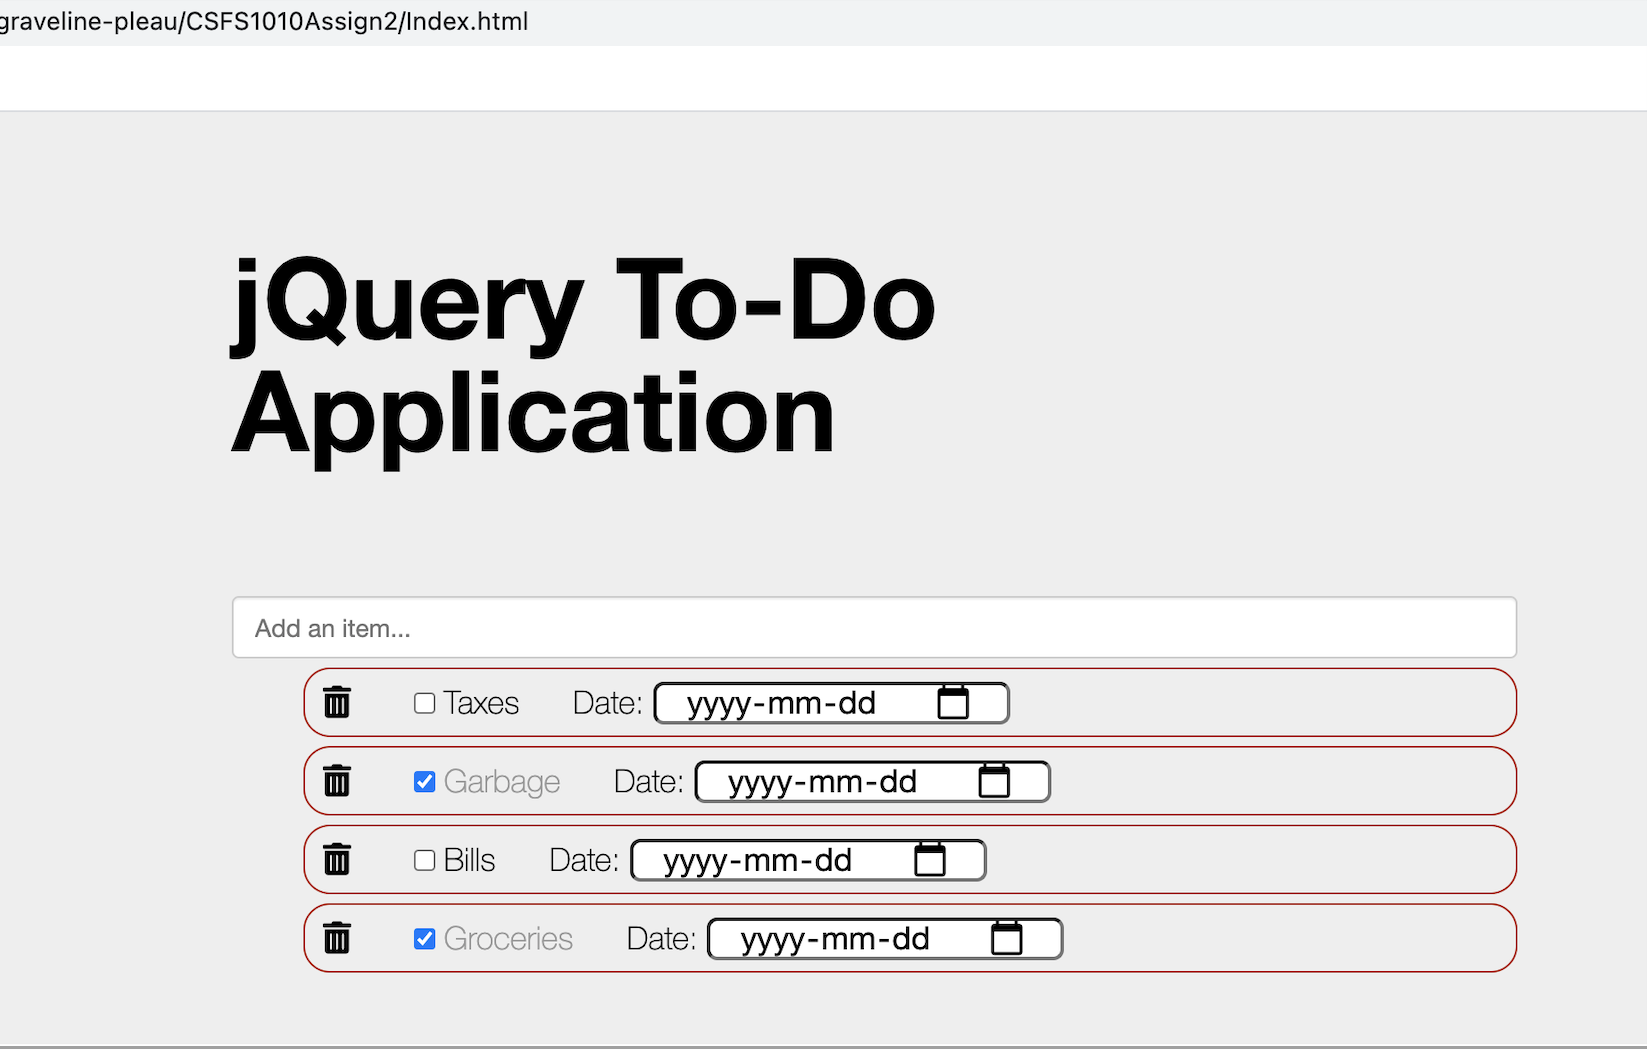 graveline-pleau/CSFS1010Assign2/Index.html
jQuery To-Do
Application
Add an item...
Taxes Date: yyyy-mm-dd
Garbage Date: yyyy-mm-dd
Bills Date: yyyy-mm-dd
Groceries Date: yyyy-mm-dd